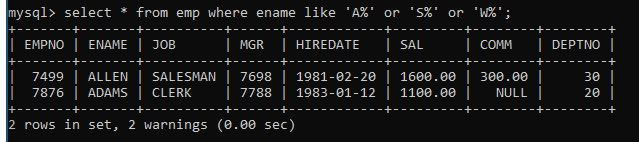 mysql> select * from emp where ename like 'A%' or 'S%' or 'W%';
+-------+-------+----------+------+------------+---------+--------+--------+
| EMPNO | ENAME | JOB      | MGR  | HIREDATE   | SAL     | COMM   | DEPTNO |
+-------+-------+----------+------+------------+---------+--------+--------+
|  7499 | ALLEN | SALESMAN | 7698 | 1981-02-20 | 1600.00 | 300.00 |     30 |
|  7876 | ADAMS | CLERK    | 7788 | 1983-01-12 | 1100.00 |   NULL |     20 |
+-------+-------+----------+------+------------+---------+--------+--------+
2 rows in set, 2 warnings (0.00 sec)